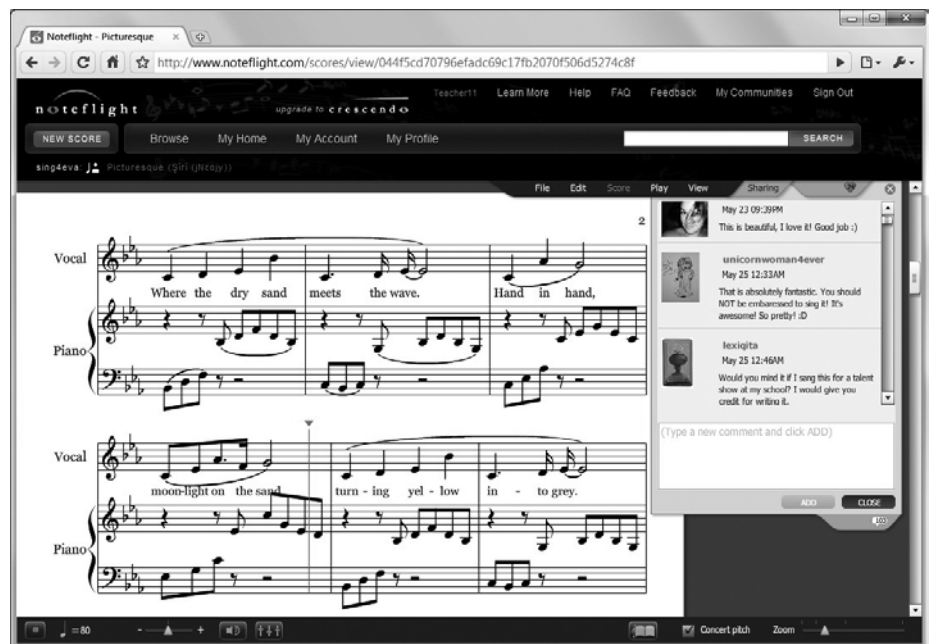 Noteflight - Picturesque
http://www.noteflight.com/scores/view/044f5cd70796efadc69c17fb2070f506d5274c8f
Teacher11 Learn More Help FAQ Feedback My Communities Sign Out
noteflight upgrade to crescendo
NEW SCORE Browse My Home My Account My Profile SEARCH
sing4eva: Picturesque
File Edit Score Play View Sharing
2
May 23 09:39PM
This is beautiful, I love it! Good job :)
unicornwoman4ever
May 25 12:33AM
That is absolutely fantastic. You should
NOT be embaressed to sing it! It's
awesome! So pretty! :D
lexiqita
May 25 12:46AM
Would you mind it if I sang this for a talent
show at my school? I would give you
credit for writing it.
(Type a new comment and click ADD)
ADD CLOSE
Vocal
Where the dry sand meets the wave. Hand in hand,
Piano
Vocal
moon-light on the sand turn - ing yel - low in - to grey.
Piano
= 80 - + Concert pitch Zoom